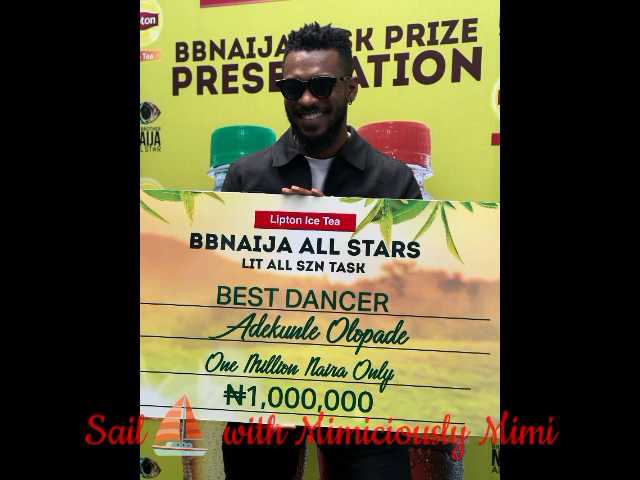 BBNAIJA TASK PRIZE
PRESENTATION
Lipton Ice Tea
BBNAIJA ALL STARS
LIT ALL SZN TASK
BEST DANCER
Adekunle Olopade
One Million Naira Only
₦1,000,000
Sail with Mimiciously Mimi